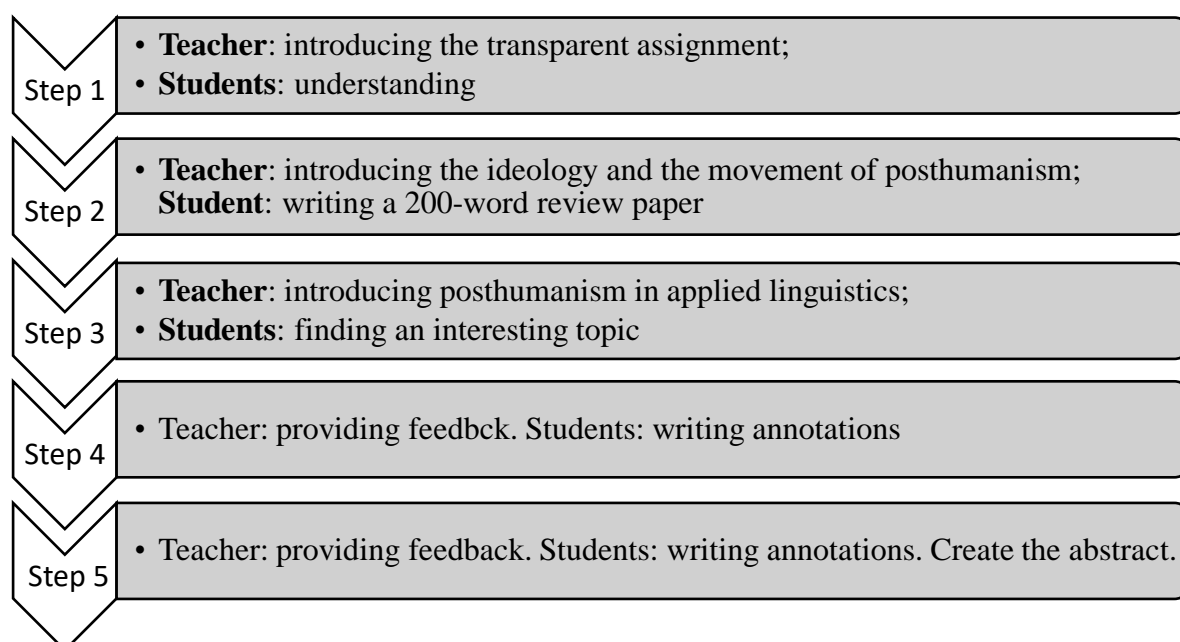 Step 1
• Teacher: introducing the transparent assignment;
• Students: understanding
Step 2
• Teacher: introducing the ideology and the movement of posthumanism;
Student: writing a 200-word review paper
Step 3
• Teacher: introducing posthumanism in applied linguistics;
• Students: finding an interesting topic
Step 4
• Teacher: providing feedbck. Students: writing annotations
Step 5
• Teacher: providing feedback. Students: writing annotations. Create the abstract.